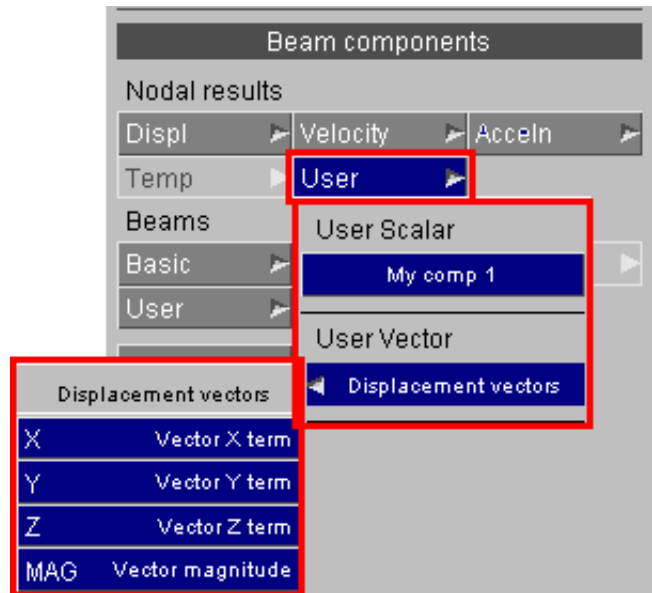 Beam components
Nodal results
Displ Velocity Acceln
Temp User
Beams
Basic
User
User Scalar
My comp 1
User Vector
Displacement vectors
Displacement vectors
X Vector X term
Y Vector Y term
Z Vector Z term
MAG Vector magnitude